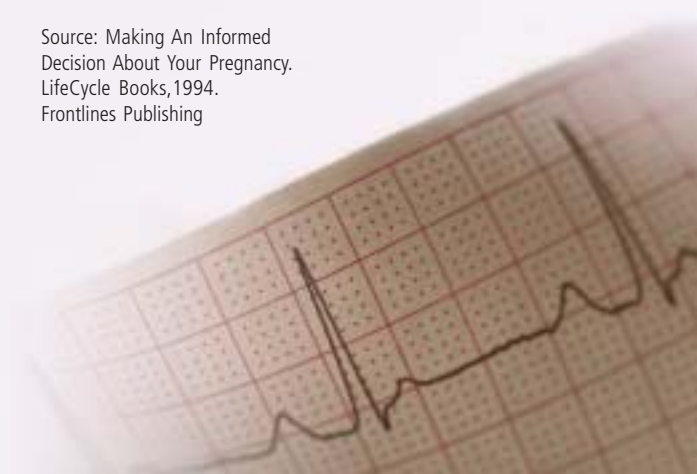 Source: Making An Informed
Decision About Your Pregnancy.
LifeCycle Books,1994.
Frontlines Publishing